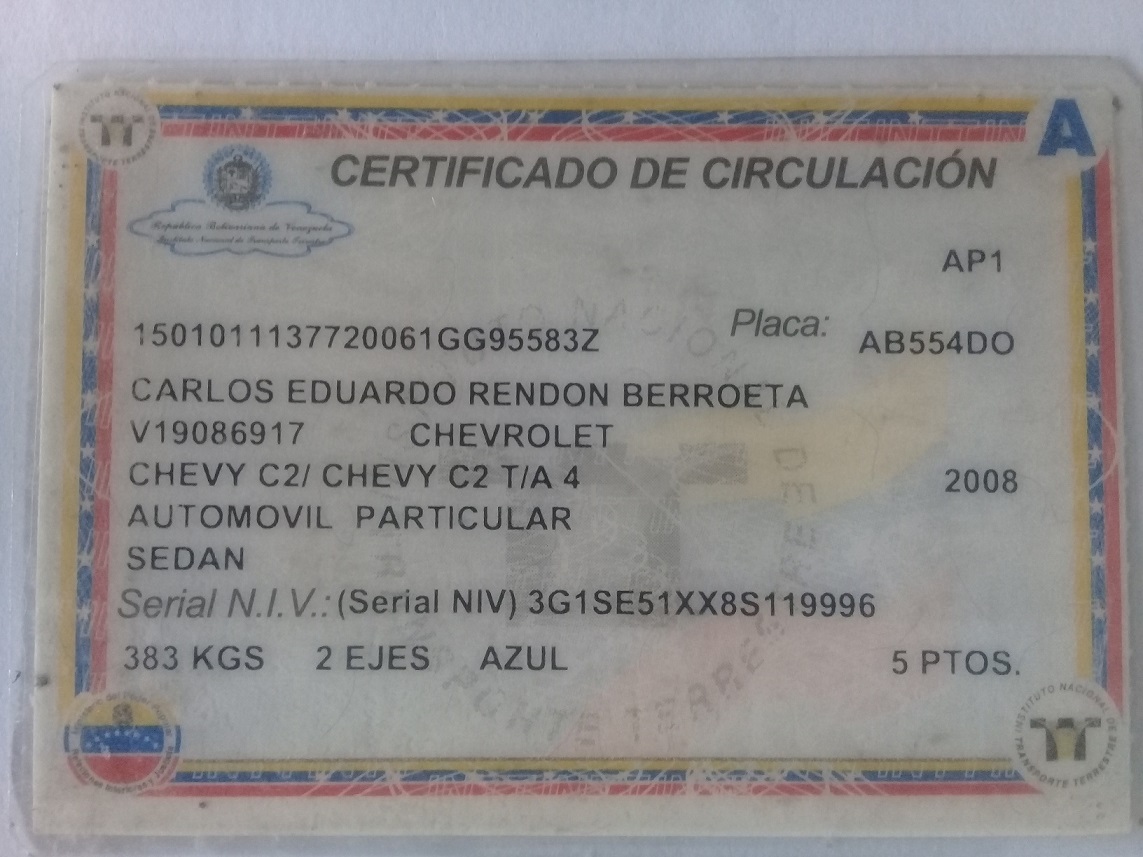 A
CERTIFICADO DE CIRCULACIÓN
República Bolivariana de Venezuela
Instituto Nacional de Transporte Terrestre
AP1
1501011137720061GG95583Z Placa: AB554DO
CARLOS EDUARDO RENDON BERROETA
V19086917 CHEVROLET
CHEVY C2/ CHEVY C2 T/A 4 2008
AUTOMOVIL PARTICULAR
SEDAN
Serial N.I.V.: (Serial NIV) 3G1SE51XX8S119996
383 KGS 2 EJES AZUL 5 PTOS.
INSTITUTO NACIONAL DE TRANSPORTE TERRESTRE